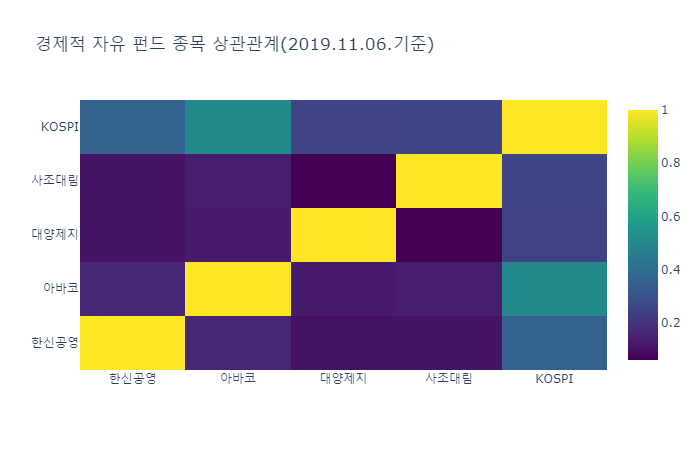 경제적 자유 펀드 종목 상관관계(2019.11.06.기준)
KOSPI
사조대림
대양제지
아바코
한신공영
한신공영
아바코
대양제지
사조대림
KOSPI
1
0.8
0.6
0.4
0.2